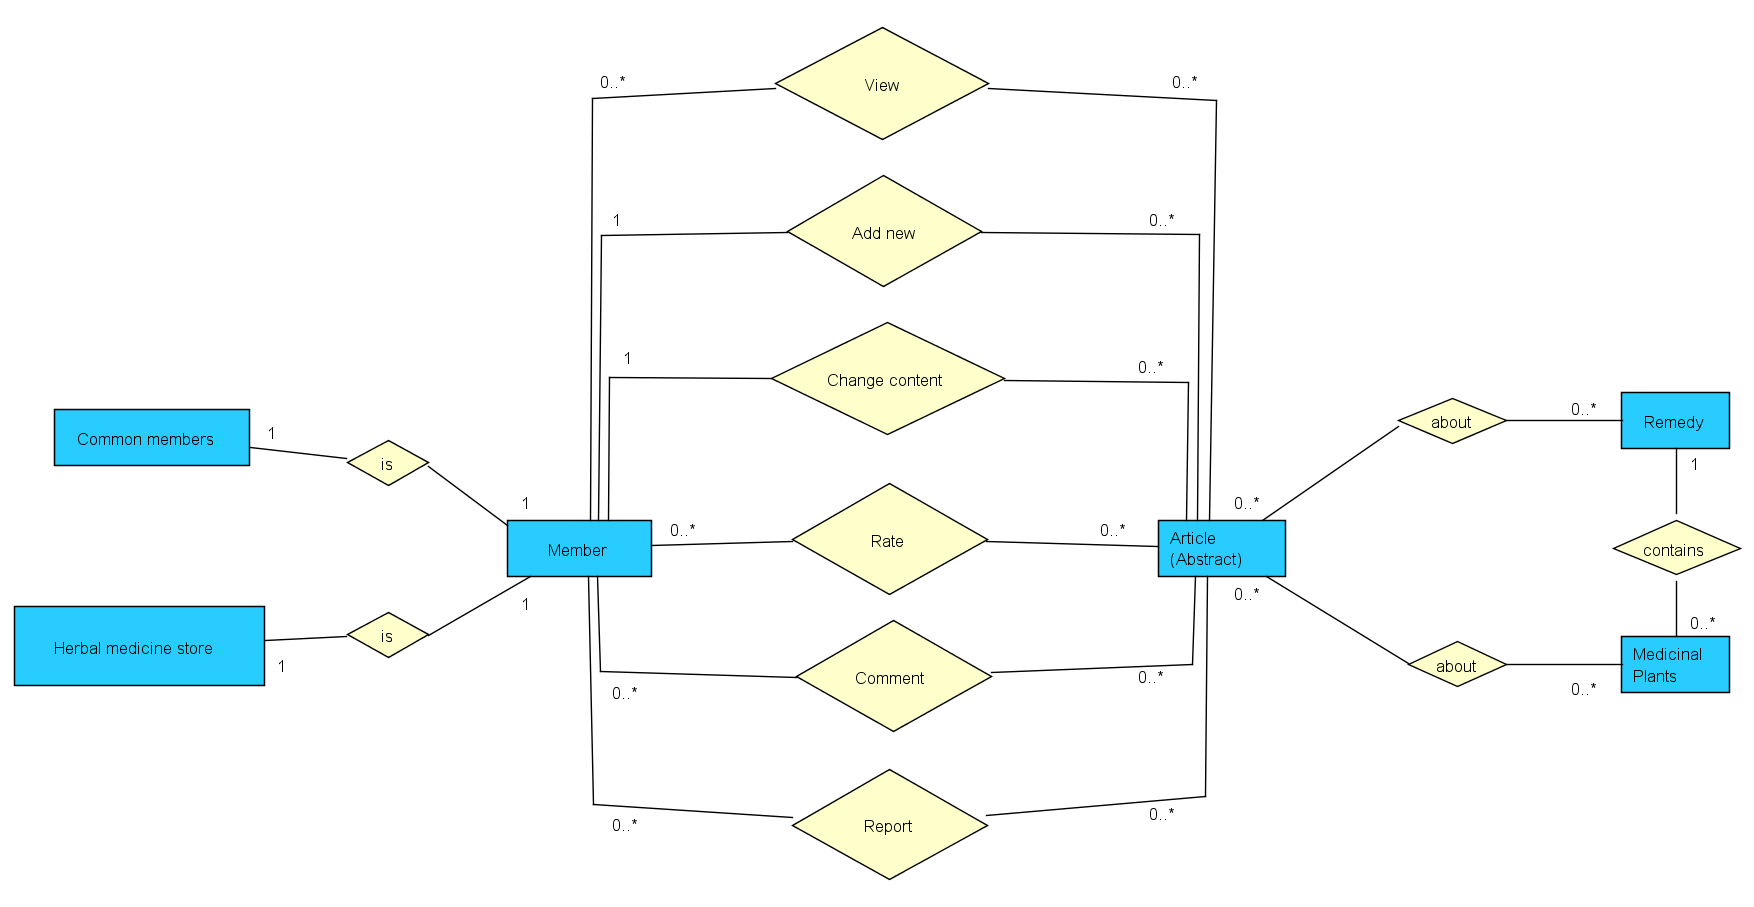 0..*
View
0..*
1
Add new
0..*
1
Change content
0..*
Common members
1
is
1
Herbal medicine store
1
is
1
Member
0..*
Rate
0..*
Article
(Abstract)
0..*
Comment
0..*
0..*
Report
0..*
0..*
about
0..*
Remedy
1
contains
0..*
0..*
about
0..*
Medicinal
Plants